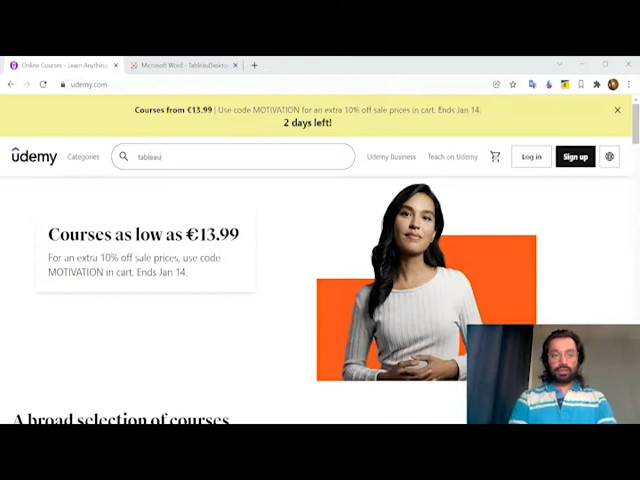 Online Courses - Learn Anything
Microsoft Word - TableauDesktop
udemy.com
Courses from €13.99 | Use code MOTIVATION for an extra 10% off sale prices in cart. Ends Jan 14.
2 days left!
ûdemy
Categories
tableau
Udemy Business
Teach on Udemy
Log in
Sign up
Courses as low as €13.99
For an extra 10% off sale prices, use code
MOTIVATION in cart. Ends Jan 14.
A broad selection of courses